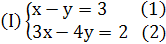 (I) {x – y = 3 (1)
3x – 4y = 2 (2)